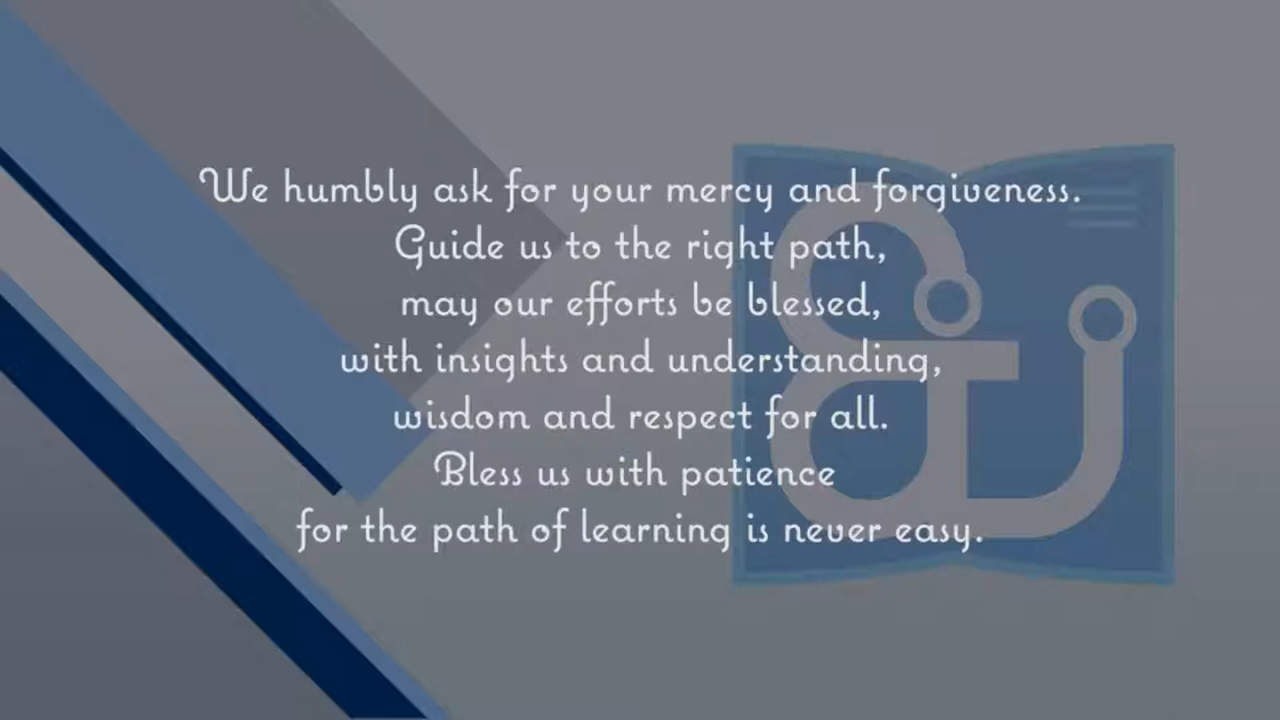 We humbly ask for your mercy and forgiveness.
Guide us to the right path,
may our efforts be blessed,
with insights and understanding,
wisdom and respect for all.
Bless us with patience
for the path of learning is never easy.